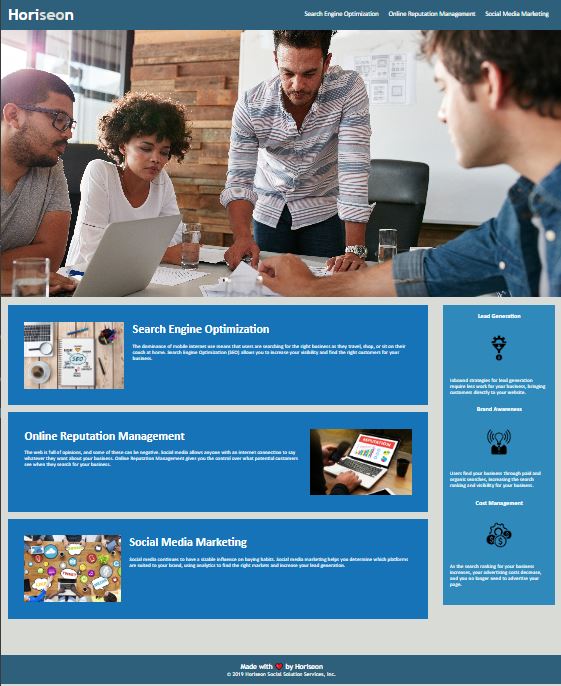 Horiseon
Search Engine Optimization Online Reputation Management Social Media Marketing
Search Engine Optimization
The dominance of mobile internet use means that users are searching for the right business as they travel, shop, or sit on their
couch at home. Search Engine Optimization (SEO) allows you to increase your visibility and find the right customers for your
business.
SEO
Online Reputation Management
The web is full of opinions, and some of these can be negative. Social media allows anyone with an internet connection to say
whatever they want about your business. Online Reputation Management gives you the control over what potential customers
see when they search for your business.
REPUTATION
Social Media Marketing
Social media continues to have a sizable influence on buying habits. Social media marketing helps you determine which platforms
are suited to your brand, using analytics to find the right markets and increase your lead generation.
Lead Generation
Inbound strategies for lead generation
require less work for your business, bringing
customers directly to your website.
Brand Awareness
Users find your business through paid and
organic searches, increasing the search
ranking and visibility for your business.
Cost Management
As the search ranking for your business
increases, your advertising costs decrease,
and you no longer need to advertise your
page.
Made with ❤️ by Horiseon
© 2019 Horiseon Social Solution Services, Inc.